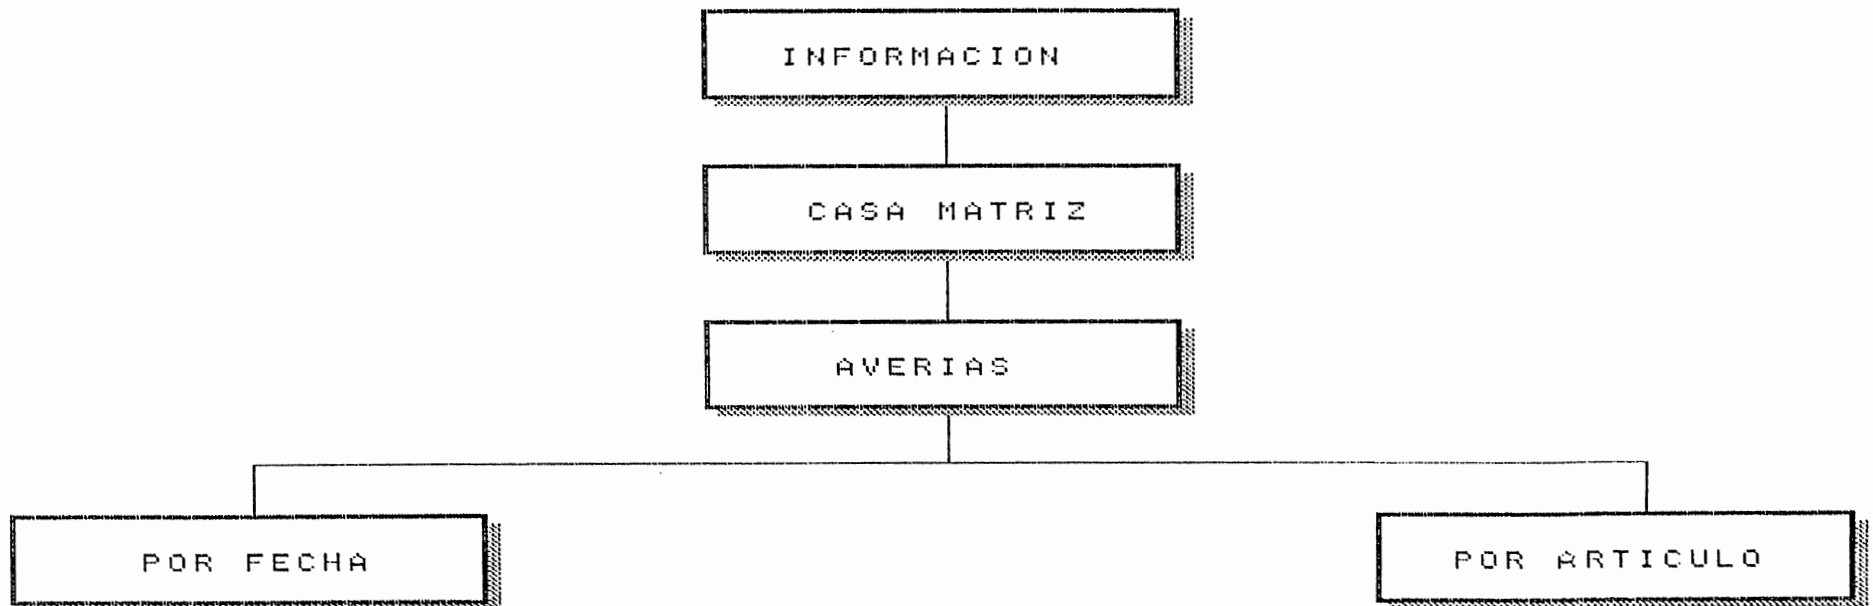 INFORMACION
CASA MATRIZ
AVERIAS
POR FECHA
POR ARTICULO